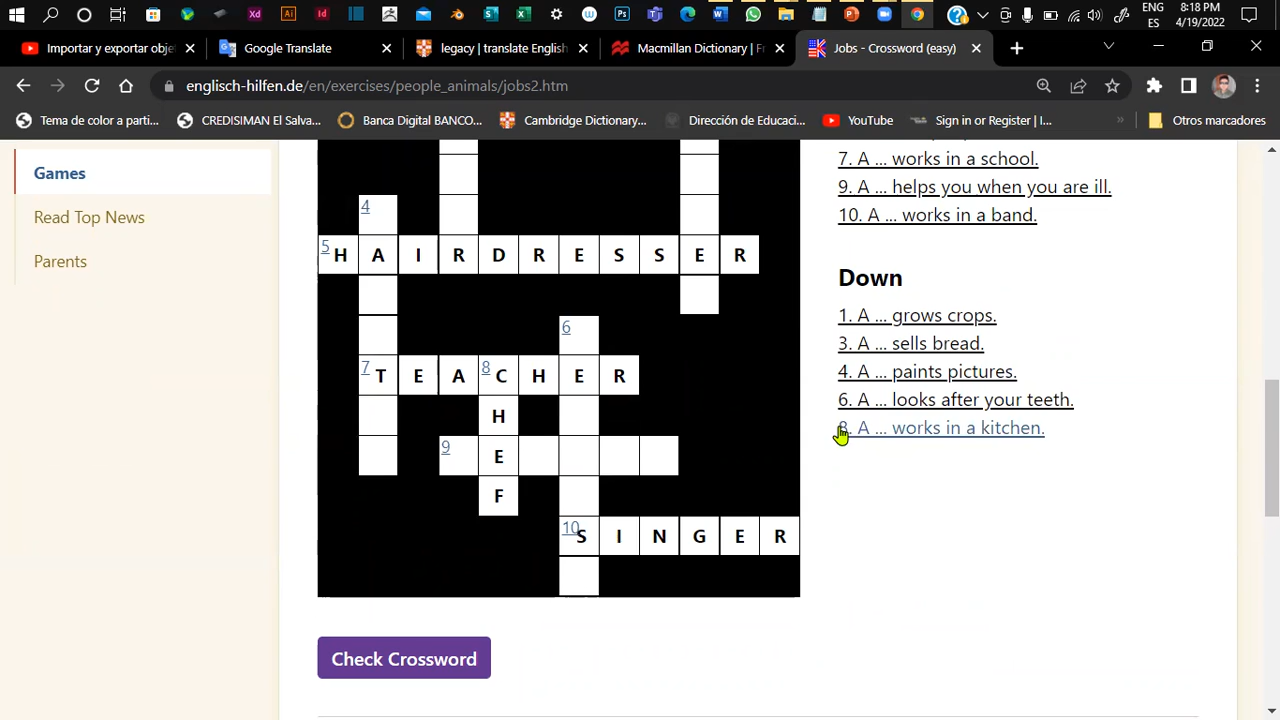 ENG
ES
8:18 PM
4/19/2022
Importar y exportar obje
Google Translate
legacy | translate English
Macmillan Dictionary | Fr
Jobs - Crossword (easy)
englisch-hilfen.de/en/exercises/people_animals/jobs2.htm
Tema de color a parti...
CREDISIMAN El Salva...
Banca Digital BANCO...
Cambridge Dictionary...
Dirección de Educaci...
YouTube
Sign in or Register | I...
Otros marcadores
Games
Read Top News
Parents
4
5 H A I R D R E S S E R
6
7 T E A 8 C H E R
H
9 E
F
10 S I N G E R
Check Crossword
7. A ... works in a school.
9. A ... helps you when you are ill.
10. A ... works in a band.
Down
1. A ... grows crops.
3. A ... sells bread.
4. A ... paints pictures.
6. A ... looks after your teeth.
8. A ... works in a kitchen.